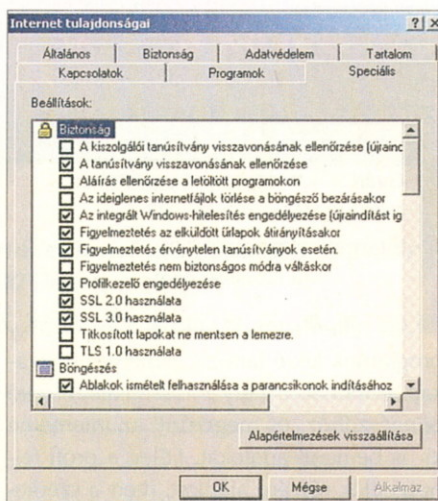 Internet tulajdonságai
Általános Biztonság Adatvédelem Tartalom
Kapcsolatok Programok Speciális
Beállítások:
Biztonság
A kiszolgálói tanúsítvány visszavonásának ellenőrzése (újrainc
A tanúsítvány visszavonásának ellenőrzése
Aláírás ellenőrzése a letöltött programokon
Az ideiglenes internetfájlok törlése a böngésző bezárásakor
Az integrált Windows-hitelesítés engedélyezése (újraindítást ig
Figyelmeztetés az elküldött űrlapok átirányításakor
Figyelmeztetés érvénytelen tanúsítványok esetén.
Figyelmeztetés nem biztonságos módra váltáskor
Profilkezelő engedélyezése
SSL 2.0 használata
SSL 3.0 használata
Titkosított lapokat ne mentsen a lemezre.
TLS 1.0 használata
Böngészés
Ablakok ismételt felhasználása a parancsikonok indításához
Alapértelmezések visszaállítása
OK Mégse Alkalmaz